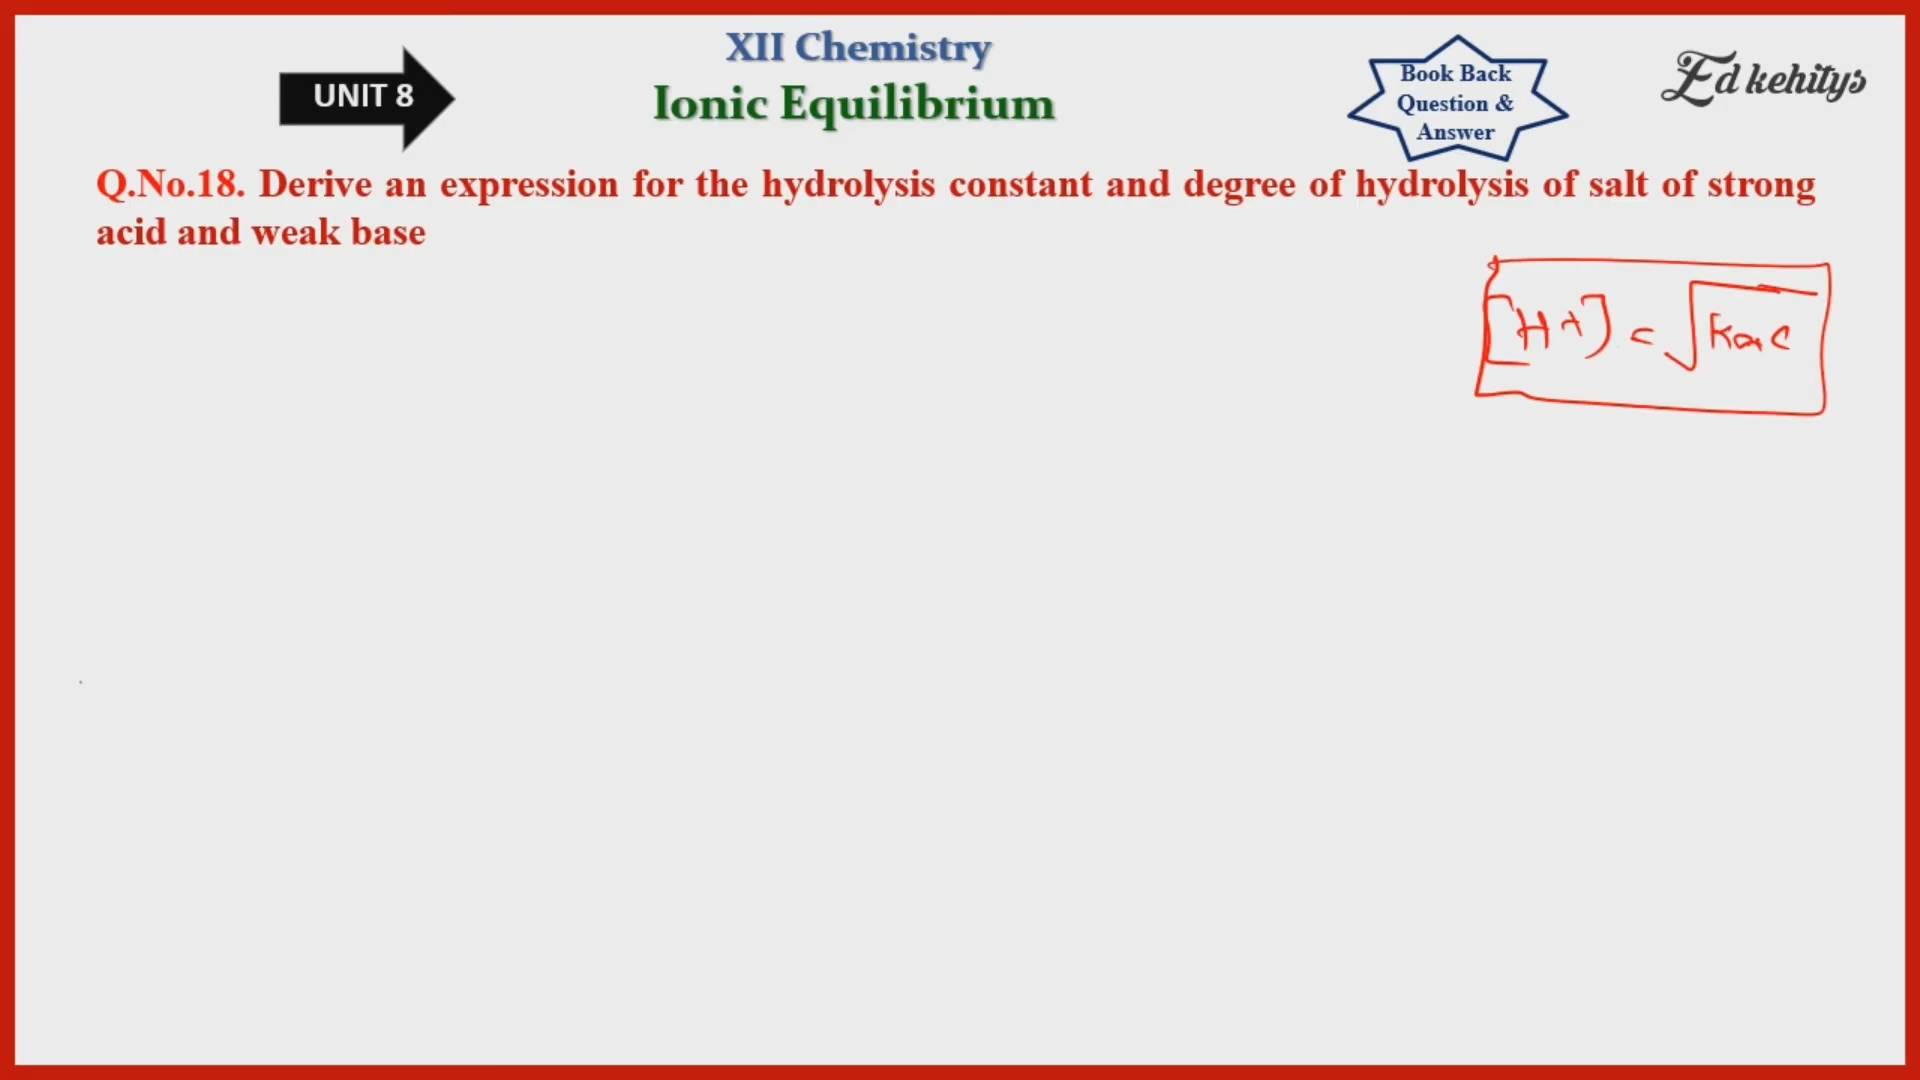 XII Chemistry
UNIT 8
Ionic Equilibrium
Book Back
Question &
Answer
Ed kehitys
Q.No.18. Derive an expression for the hydrolysis constant and degree of hydrolysis of salt of strong
acid and weak base
[H+] = √KaC